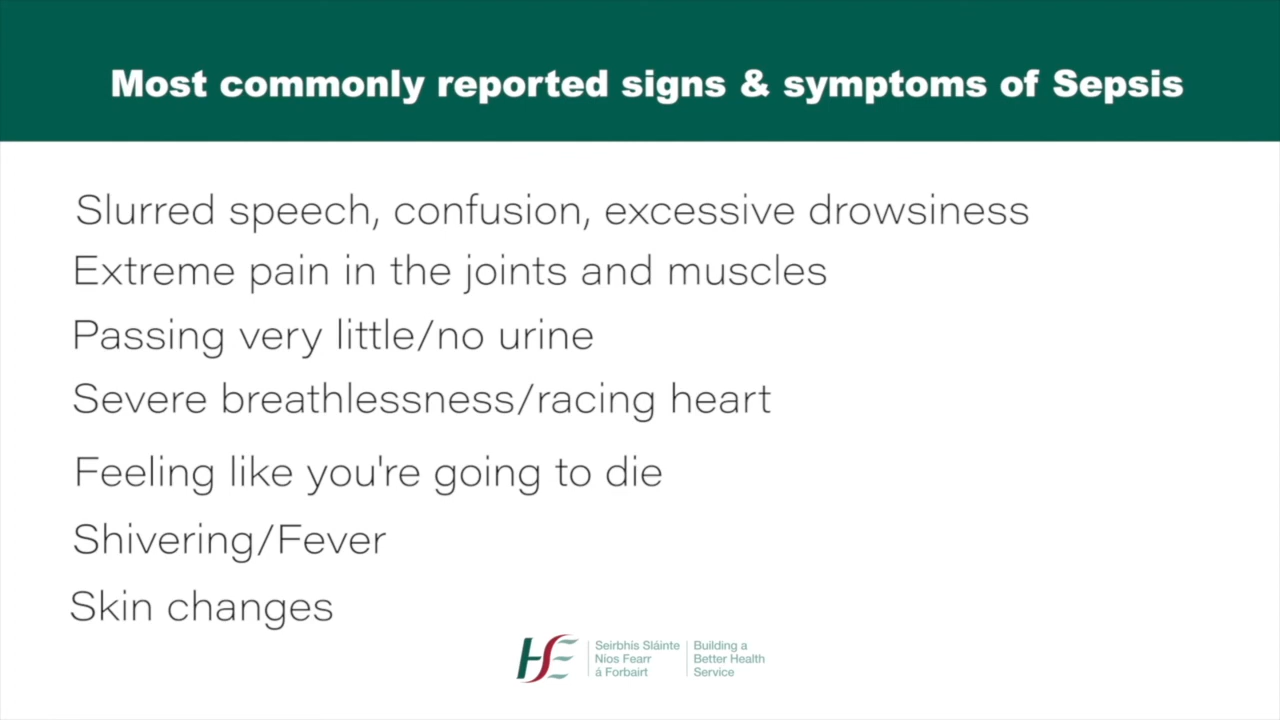 Most commonly reported signs & symptoms of Sepsis
Slurred speech, confusion, excessive drowsiness
Extreme pain in the joints and muscles
Passing very little/no urine
Severe breathlessness/racing heart
Feeling like you're going to die
Shivering/Fever
Skin changes
HSE
Seirbhís Sláinte
Níos Fearr
á Forbairt
Building a
Better Health
Service